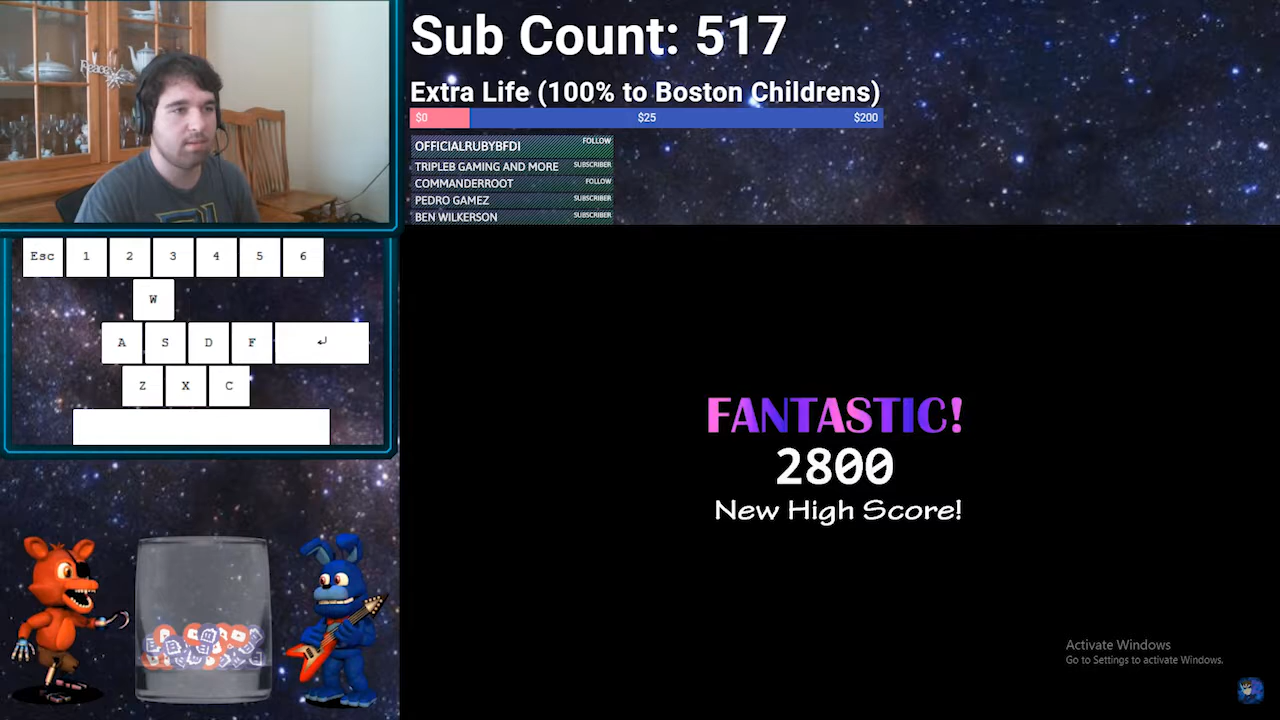 Peace
Sub Count: 517
Extra Life (100% to Boston Childrens)
$0 $25 $200
OFFICIALRUBYBFDI FOLLOW
TRIPLEB GAMING AND MORE SUBSCRIBER
COMMANDERROOT FOLLOW
PEDRO GAMEZ SUBSCRIBER
BEN WILKERSON SUBSCRIBER
Esc 1 2 3 4 5 6
W
A S D F ↵
Z X C
FANTASTIC!
2800
New High Score!
Activate Windows
Go to Settings to activate Windows.